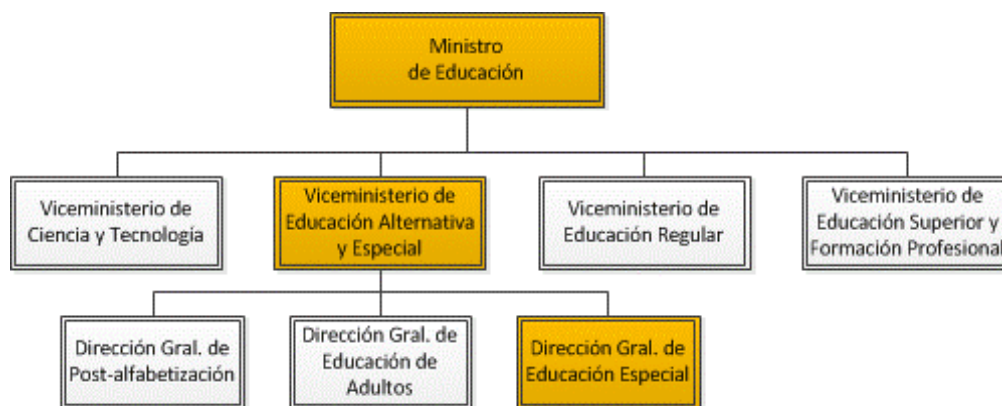 Ministro
de Educación
Viceministerio de
Ciencia y Tecnología
Viceministerio de
Educación Alternativa
y Especial
Viceministerio de
Educación Regular
Viceministerio de
Educación Superior y
Formación Profesional
Dirección Gral. de
Post-alfabetización
Dirección Gral. de
Educación de
Adultos
Dirección Gral. de
Educación Especial